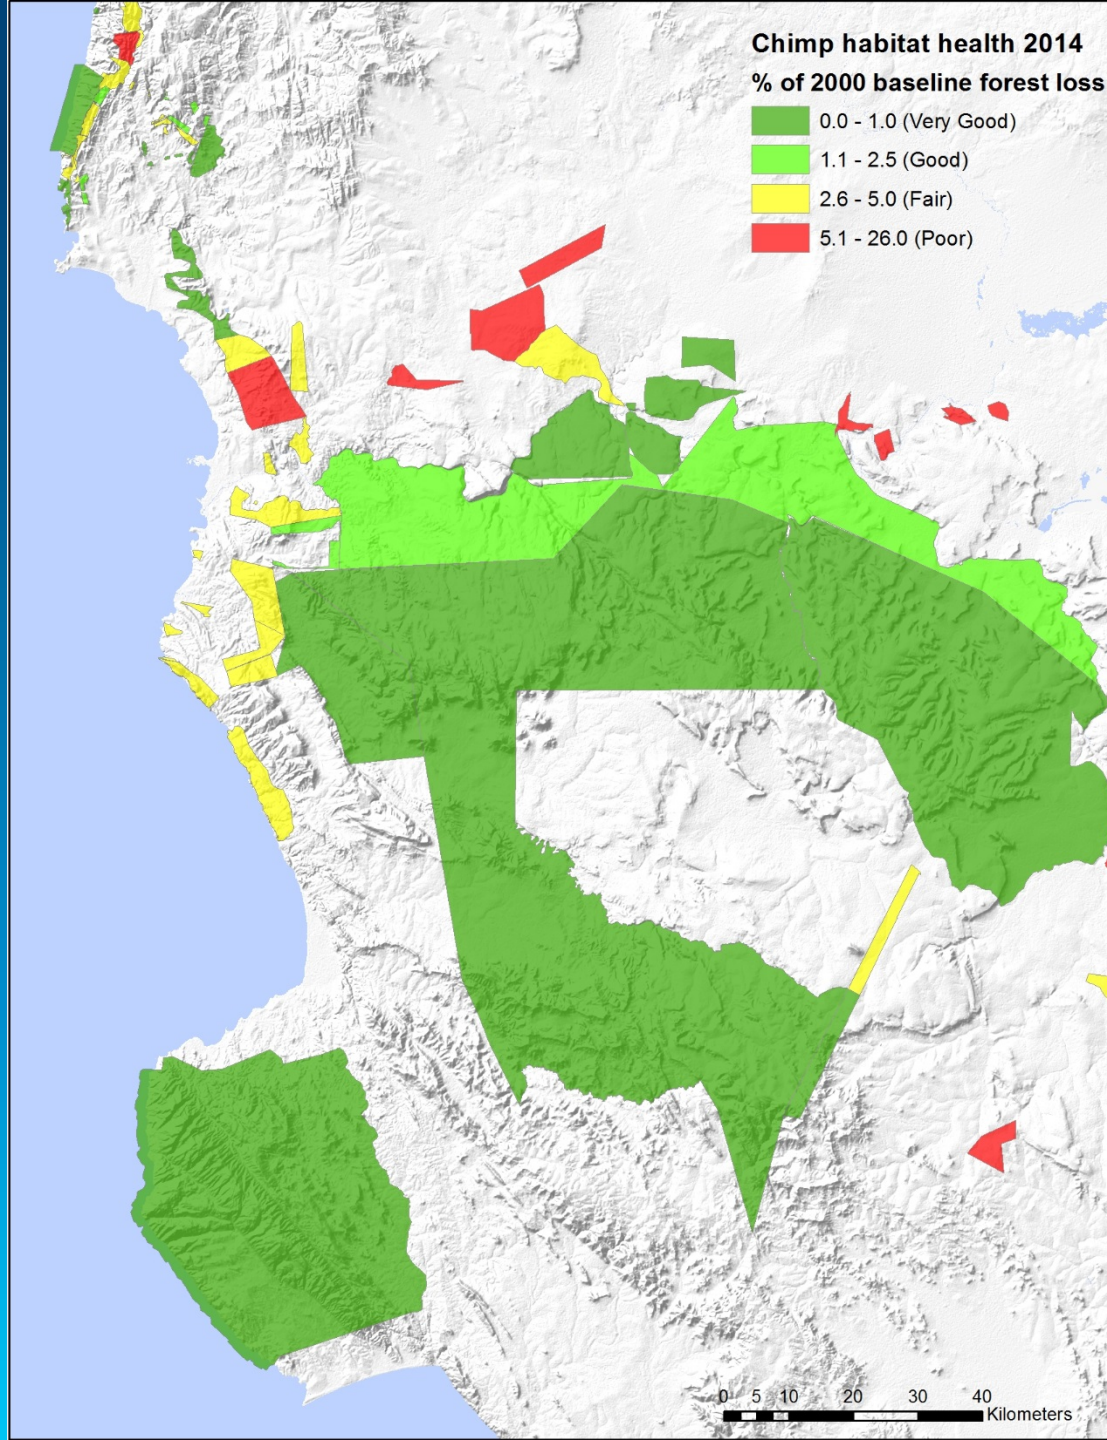 Chimp habitat health 2014
% of 2000 baseline forest loss
0.0 - 1.0 (Very Good)
1.1 - 2.5 (Good)
2.6 - 5.0 (Fair)
5.1 - 26.0 (Poor)
0 5 10 20 30 40
Kilometers